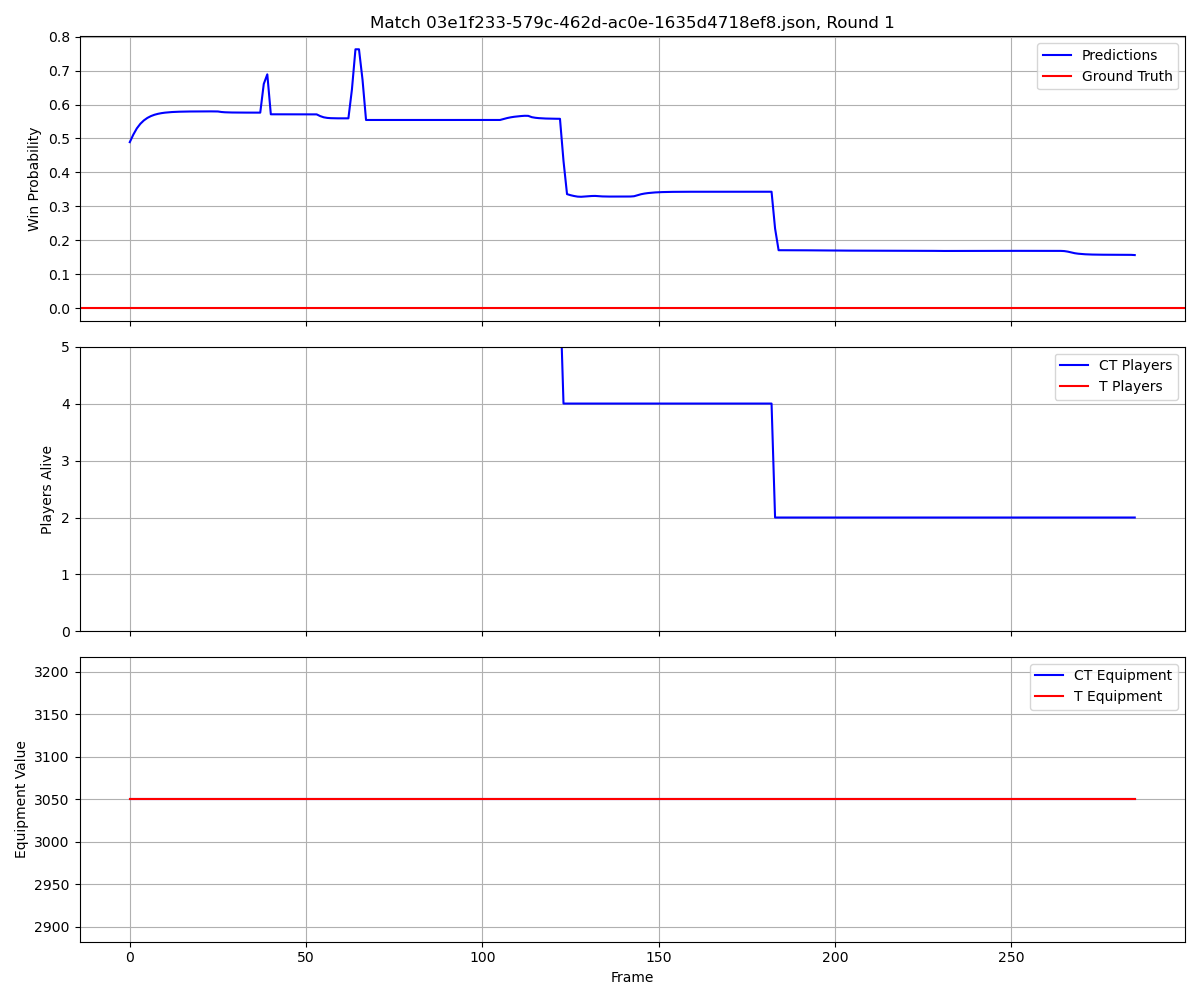 Match 03e1f233-579c-462d-ac0e-1635d4718ef8.json, Round 1
0.8
0.7
0.6
0.5
0.4
0.3
0.2
0.1
0.0
Win Probability
Predictions
Ground Truth
5
4
3
2
1
0
Players Alive
CT Players
T Players
3200
3150
3100
3050
3000
2950
2900
Equipment Value
CT Equipment
T Equipment
0
50
100
150
200
250
Frame